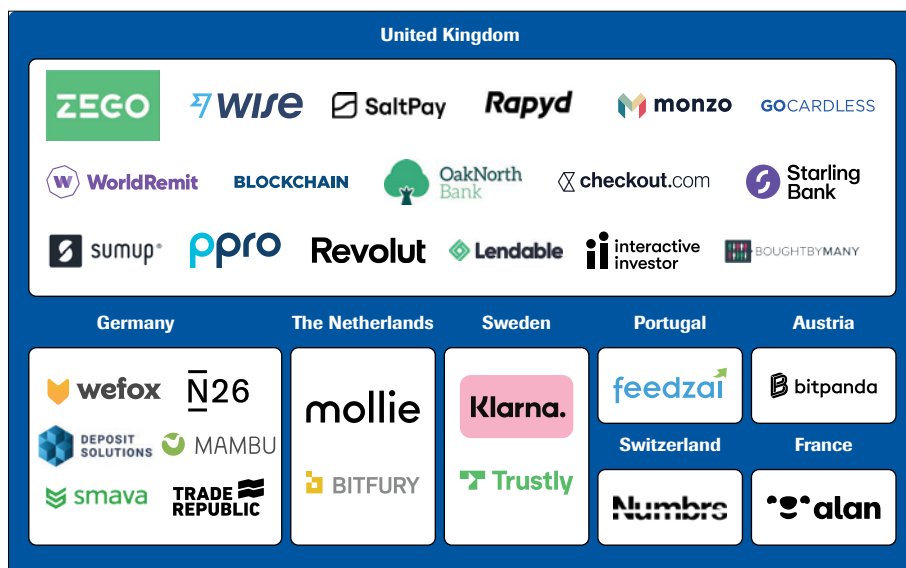 United Kingdom
ZEGO
WISE
SaltPay
Rapyd
monzo
GOCARDLESS
W WorldRemit
BLOCKCHAIN
OakNorth
Bank
checkout.com
Starling
Bank
sumup®
ppro
Revolut
Lendable
interactive
investor
BOUGHTBYMANY
Germany
wefox
N26
DEPOSIT
SOLUTIONS
MAMBU
smava
TRADE
REPUBLIC
The Netherlands
mollie
BITFURY
Sweden
Klarna.
Trustly
Portugal
feedzai
Austria
bitpanda
Switzerland
Numbrs
France
alan